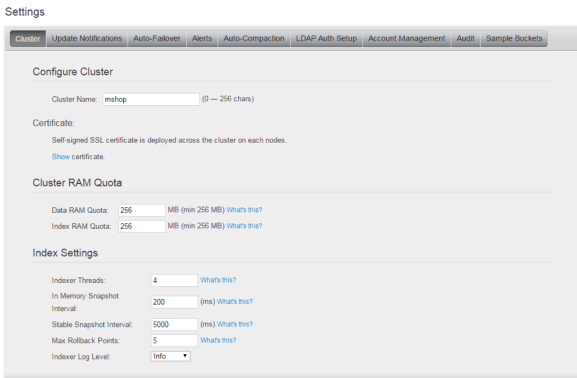 Settings
Cluster Update Notifications Auto-Failover Alerts Auto-Compaction LDAP Auth Setup Account Management Audit Sample Buckets
Configure Cluster
Cluster Name: mshop (0 — 256 chars)
Certificate:
Self-signed SSL certificate is deployed across the cluster on each nodes.
Show certificate.
Cluster RAM Quota
Data RAM Quota: 256 MB (min 256 MB) What's this?
Index RAM Quota: 256 MB (min 256 MB) What's this?
Index Settings
Indexer Threads: 4 What's this?
In Memory Snapshot
Interval: 200 (ms) What's this?
Stable Snapshot Interval: 5000 (ms) What's this?
Max Rollback Points: 5 What's this?
Indexer Log Level: Info